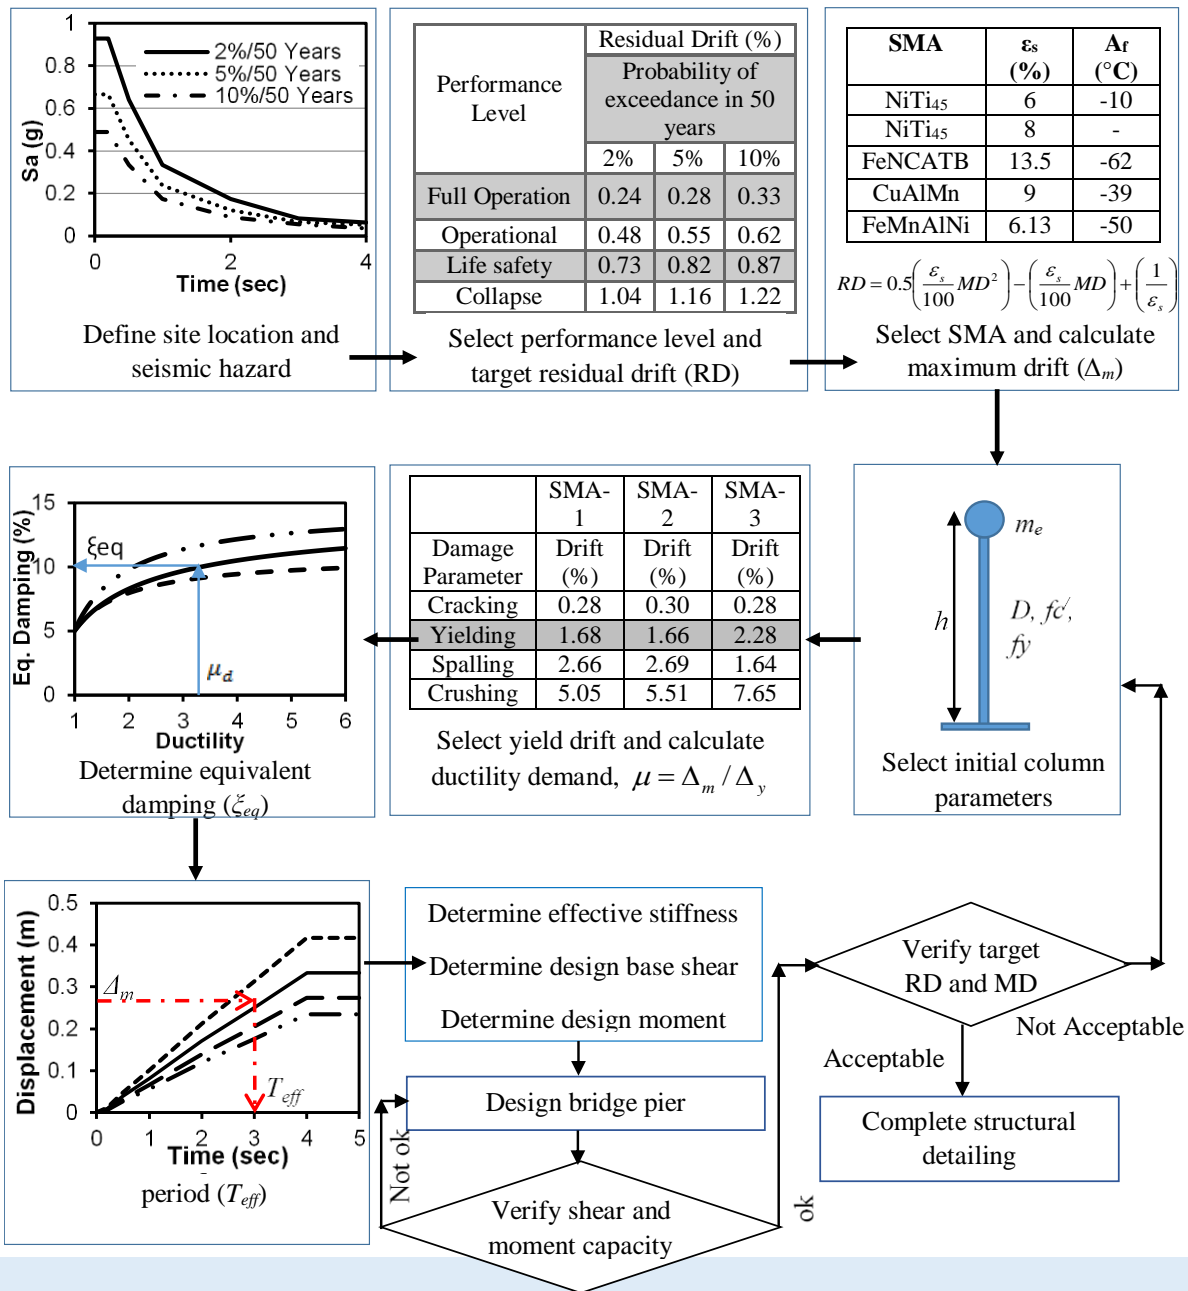 1
0.8
0.6
0.4
0.2
0
Sa (g)
2%/50 Years
5%/50 Years
10%/50 Years
0 2 4
Time (sec)
Define site location and
seismic hazard
Performance
Level
Residual Drift (%)
Probability of
exceedance in 50
years
2% 5% 10%
Full Operation 0.24 0.28 0.33
Operational 0.48 0.55 0.62
Life safety 0.73 0.82 0.87
Collapse 1.04 1.16 1.22
Select performance level and
target residual drift (RD)
SMA εs (%) Af (°C)
NiTi45 6 -10
NiTi45 8 -
FeNCATB 13.5 -62
CuAlMn 9 -39
FeMnAlNi 6.13 -50
RD = 0.5(εs/100 MD²) − (εs/100 MD) + (1/εs)
Select SMA and calculate
maximum drift (Δm)
15
10
5
0
Eq. Damping (%)
ξeq
μd
1 2 3 4 5 6
Ductility
Determine equivalent
damping (ξeq)
SMA-1 SMA-2 SMA-3
Damage Parameter Drift (%) Drift (%) Drift (%)
Cracking 0.28 0.30 0.28
Yielding 1.68 1.66 2.28
Spalling 2.66 2.69 1.64
Crushing 5.05 5.51 7.65
Select yield drift and calculate
ductility demand, μ = Δm / Δy
me
h
D, fc′,
fy
Select initial column
parameters
0.5
0.4
0.3
0.2
0.1
0
Displacement (m)
Δm
Teff
0 1 2 3 4 5
Time (sec)
period (Teff)
Determine effective stiffness
Determine design base shear
Determine design moment
Design bridge pier
Not ok
Verify shear and
moment capacity
ok
Verify target
RD and MD
Not Acceptable
Acceptable
Complete structural
detailing